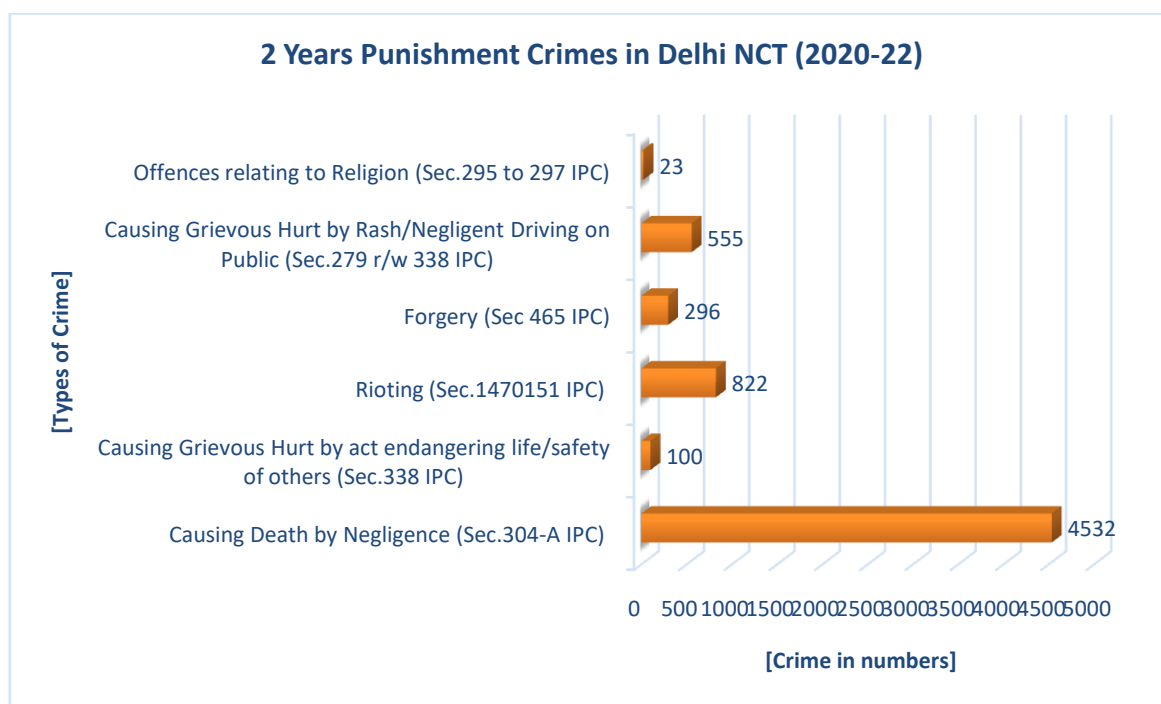 2 Years Punishment Crimes in Delhi NCT (2020-22)
[Types of Crime]
Offences relating to Religion (Sec.295 to 297 IPC)
23
Causing Grievous Hurt by Rash/Negligent Driving on
Public (Sec.279 r/w 338 IPC)
555
Forgery (Sec 465 IPC)
296
Rioting (Sec.1470151 IPC)
822
Causing Grievous Hurt by act endangering life/safety
of others (Sec.338 IPC)
100
Causing Death by Negligence (Sec.304-A IPC)
4532
0 500 1000 1500 2000 2500 3000 3500 4000 4500 5000
[Crime in numbers]